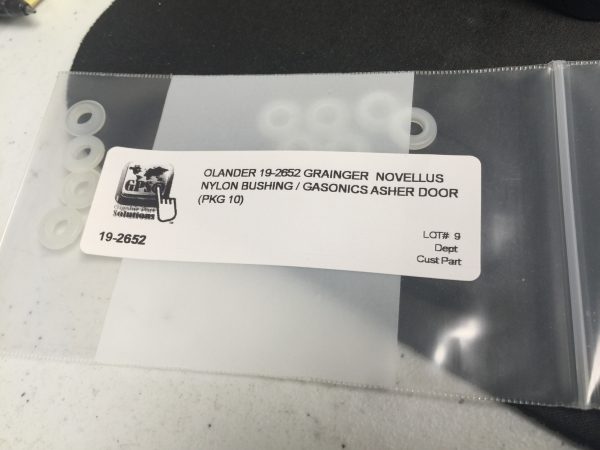 OLANDER 19-2652 GRAINGER NOVELLUS
NYLON BUSHING / GASONICS ASHER DOOR
(PKG 10)
GPS
Solutions
19-2652
LOT# 9
Dept
Cust Part